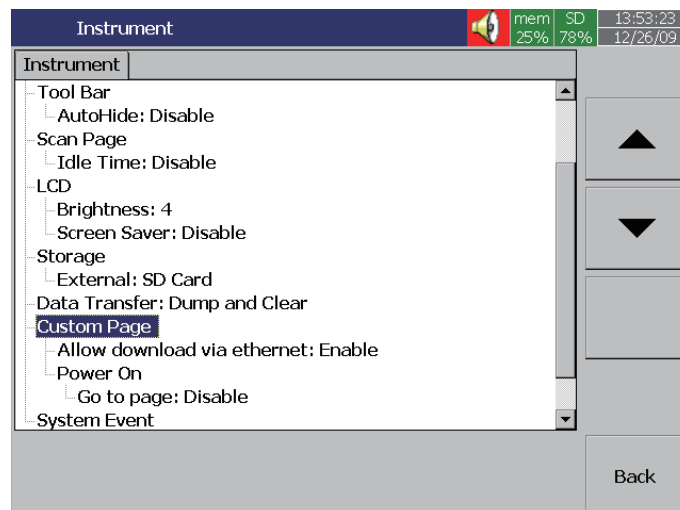 Instrument
mem SD 13:53:23
25% 78% 12/26/09
Instrument
Tool Bar
AutoHide: Disable
Scan Page
Idle Time: Disable
LCD
Brightness: 4
Screen Saver: Disable
Storage
External: SD Card
Data Transfer: Dump and Clear
Custom Page
Allow download via ethernet: Enable
Power On
Go to page: Disable
System Event
Back